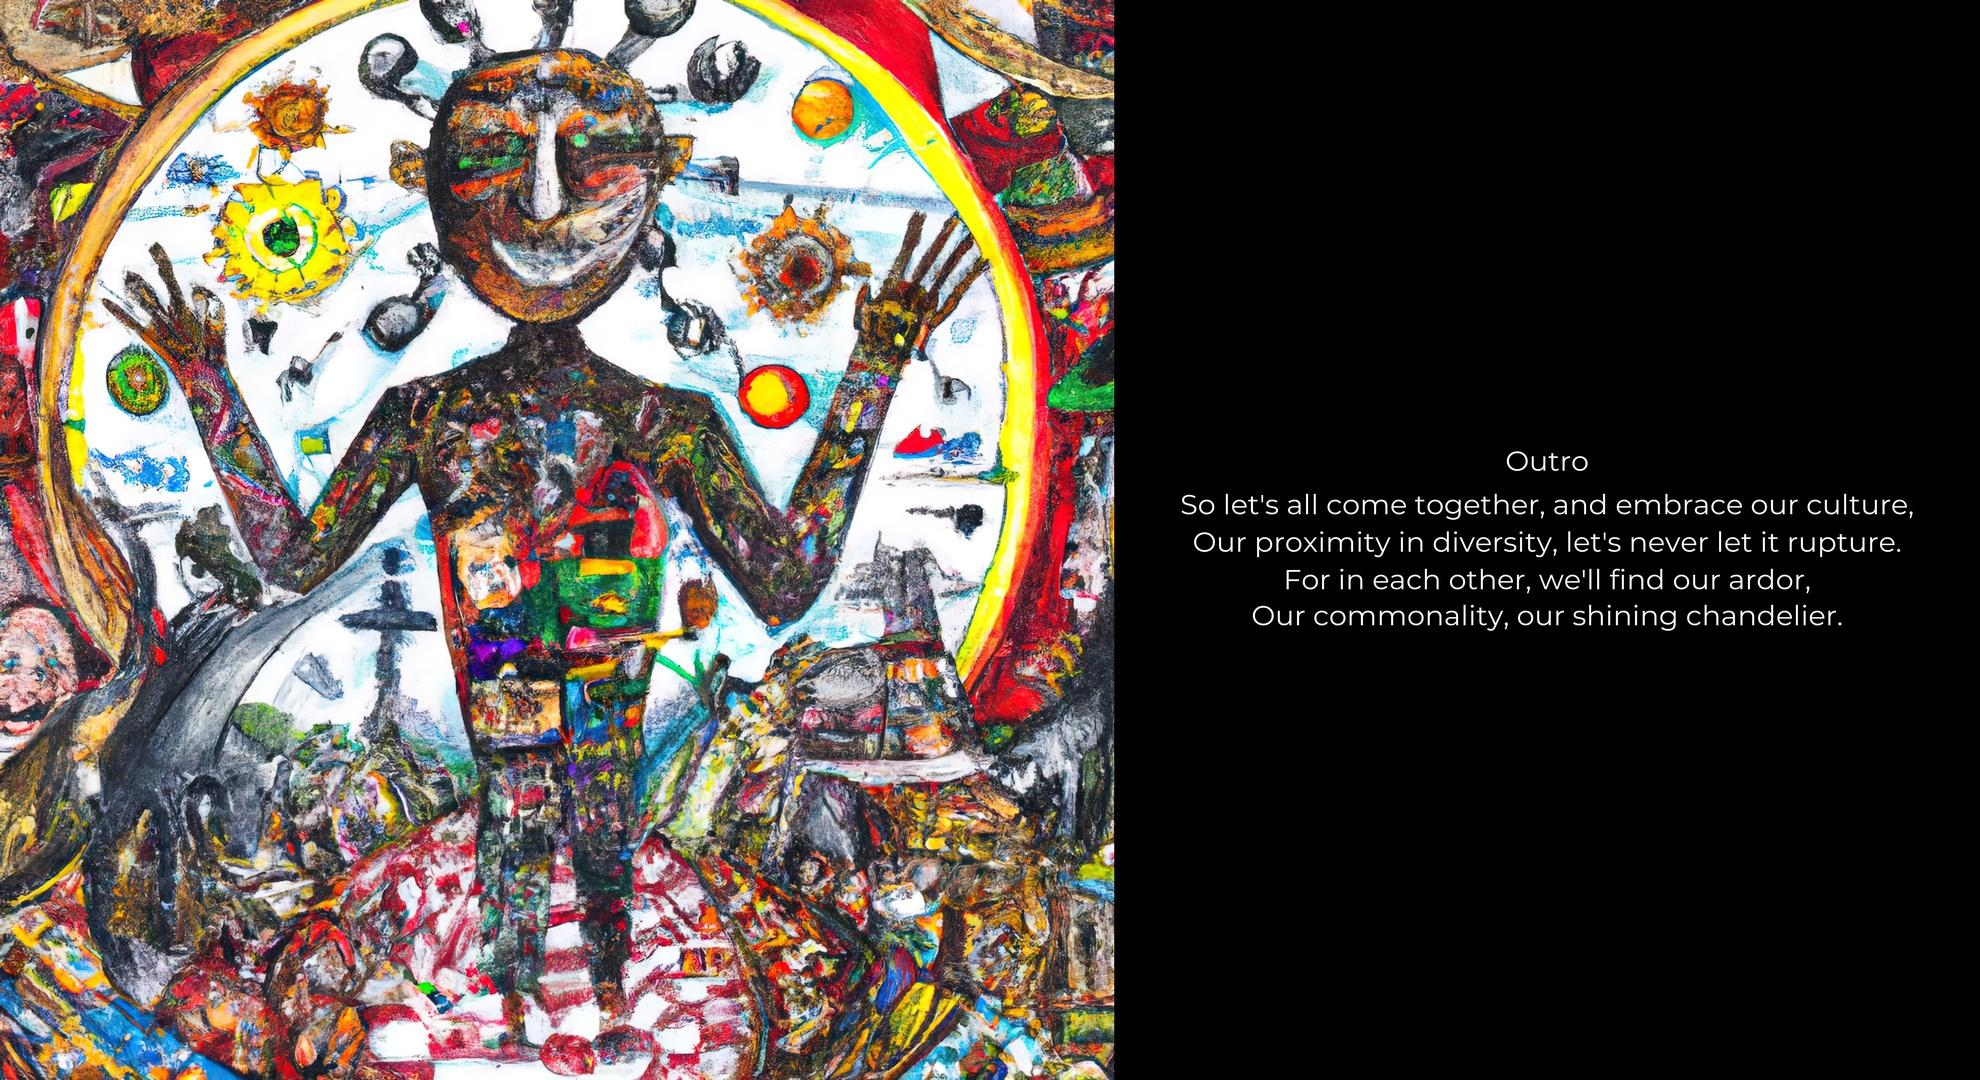 Outro
So let's all come together, and embrace our culture,
Our proximity in diversity, let's never let it rupture.
For in each other, we'll find our ardor,
Our commonality, our shining chandelier.